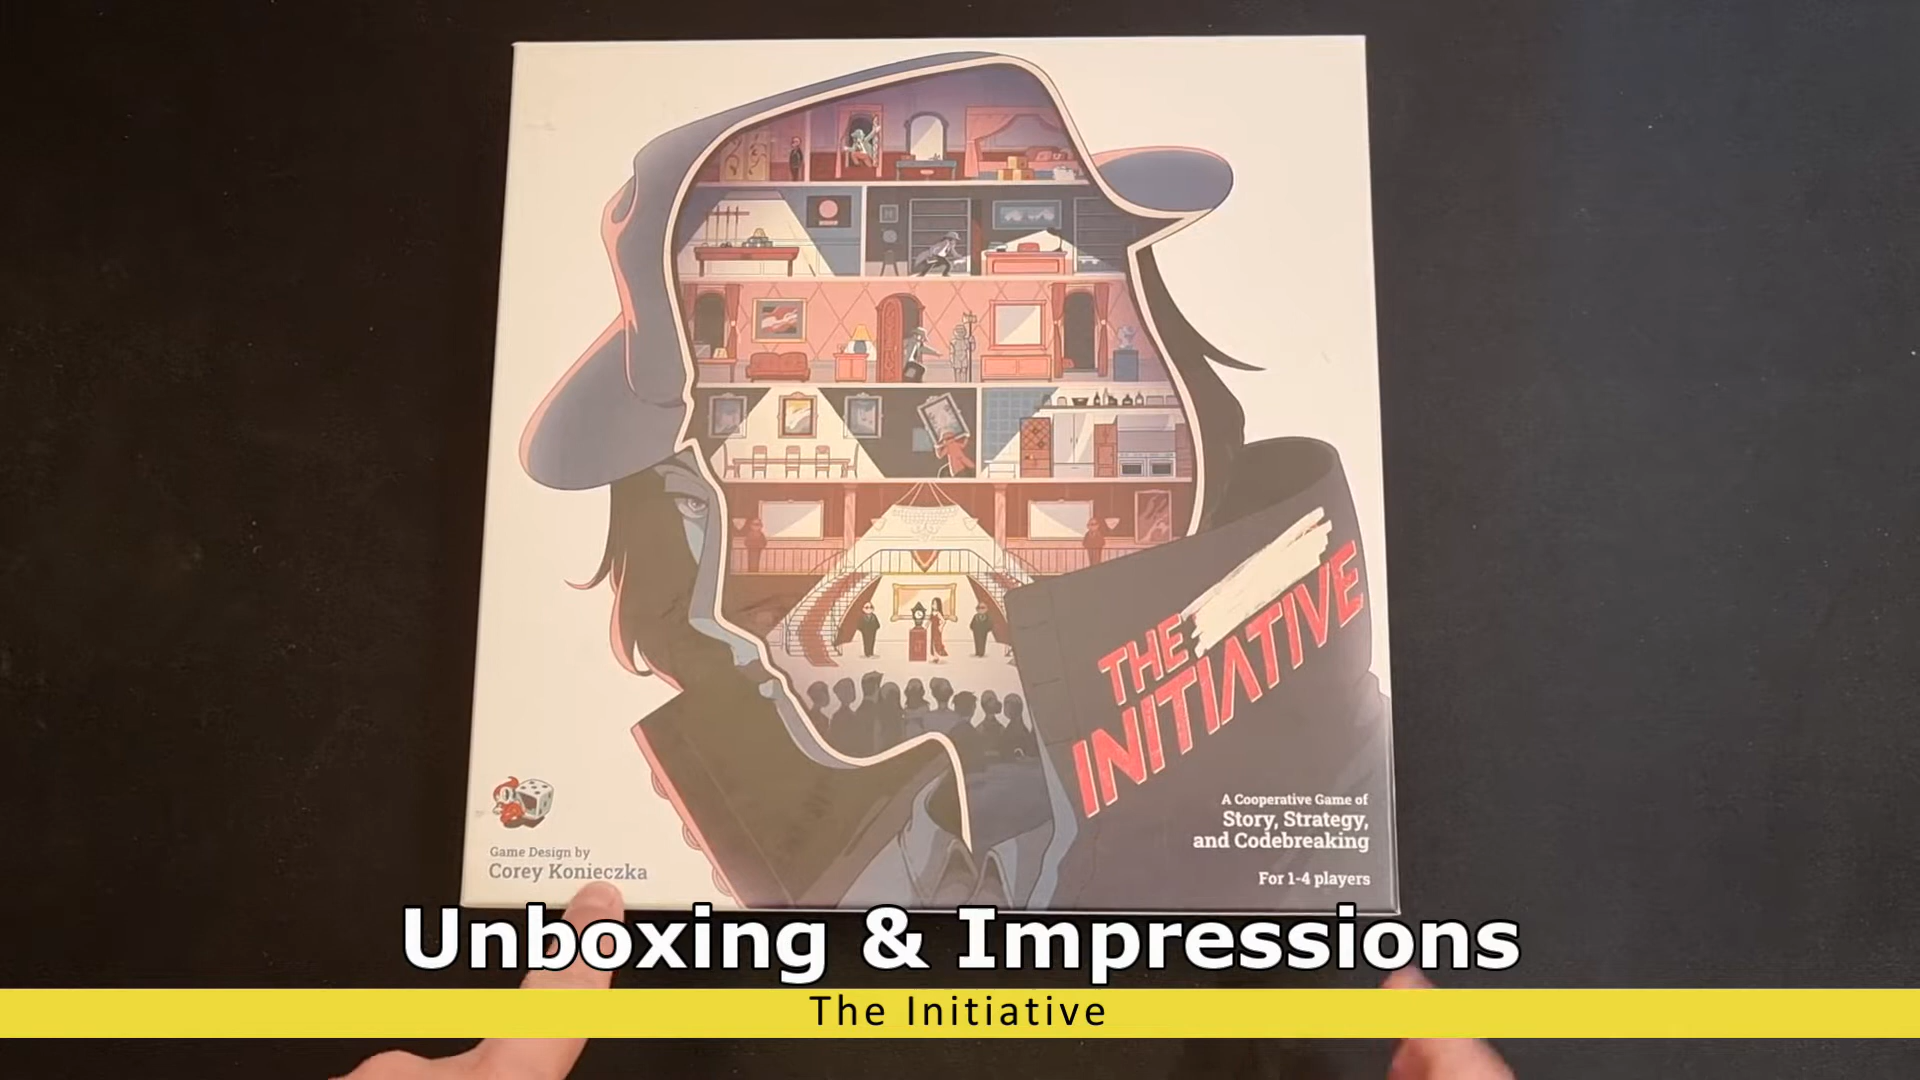 THE
INITIATIVE
A Cooperative Game of
Story, Strategy,
and Codebreaking
For 1-4 players
Game Design by
Corey Konieczka
Unboxing & Impressions
The Initiative